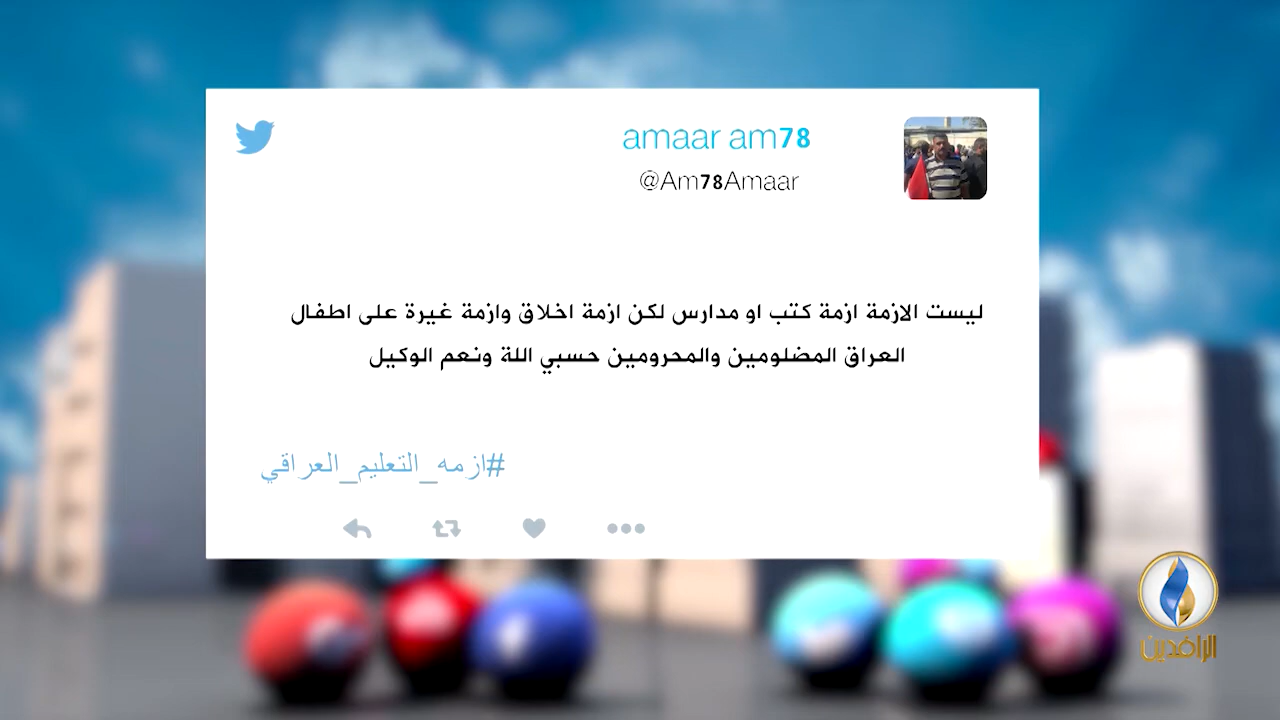 amaar am78
@Am78Amaar
ليست الازمة ازمة كتب او مدارس لكن ازمة اخلاق وازمة غيرة على اطفال
العراق المضلومين والمحرومين حسبي اللة ونعم الوكيل
#ازمه_التعليم_العراقي
الرافدين